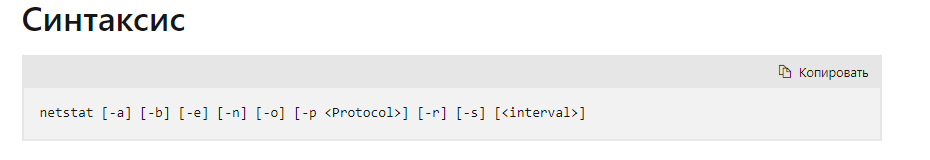 Синтаксис
Копировать
netstat [-a] [-b] [-e] [-n] [-o] [-p <Protocol>] [-r] [-s] [<interval>]